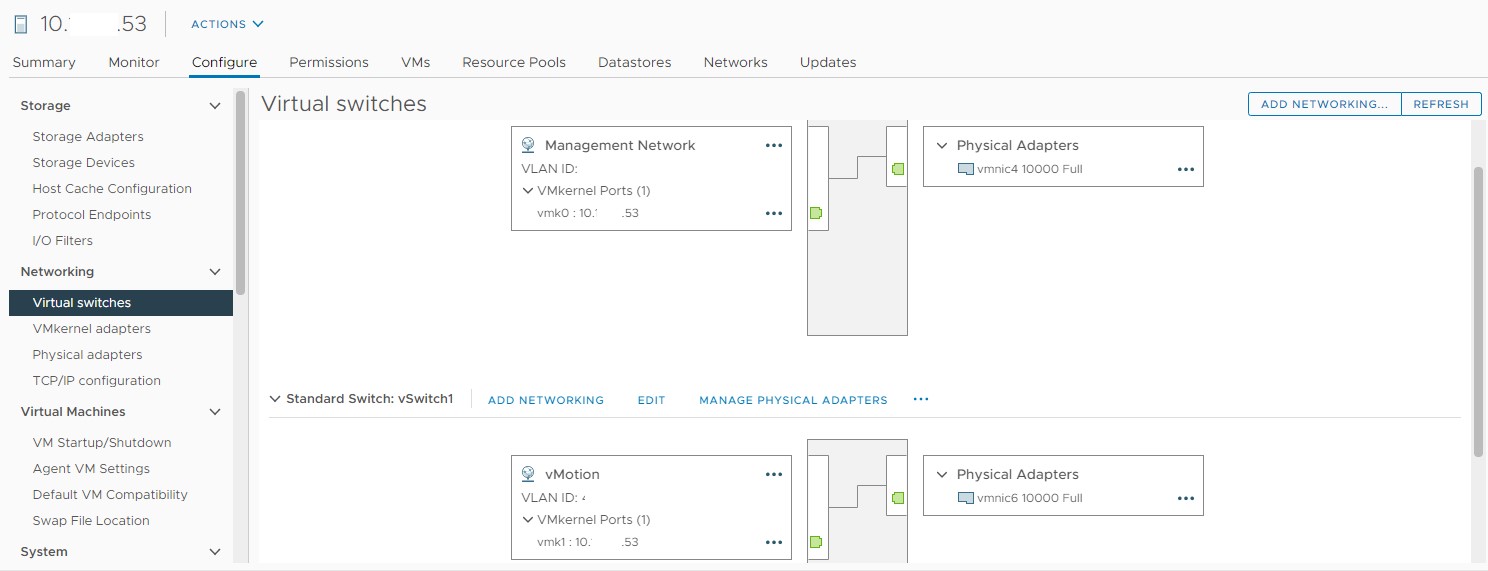 10. .53 ACTIONS
Summary Monitor Configure Permissions VMs Resource Pools Datastores Networks Updates
Storage
Storage Adapters
Storage Devices
Host Cache Configuration
Protocol Endpoints
I/O Filters
Networking
Virtual switches
VMkernel adapters
Physical adapters
TCP/IP configuration
Virtual Machines
VM Startup/Shutdown
Agent VM Settings
Default VM Compatibility
Swap File Location
System
Virtual switches
ADD NETWORKING... REFRESH
Management Network •••
VLAN ID:
VMkernel Ports (1)
vmk0 : 10. .53 •••
Physical Adapters
vmnic4 10000 Full •••
Standard Switch: vSwitch1 ADD NETWORKING EDIT MANAGE PHYSICAL ADAPTERS •••
vMotion •••
VLAN ID:
VMkernel Ports (1)
vmk1 : 10. .53 •••
Physical Adapters
vmnic6 10000 Full •••